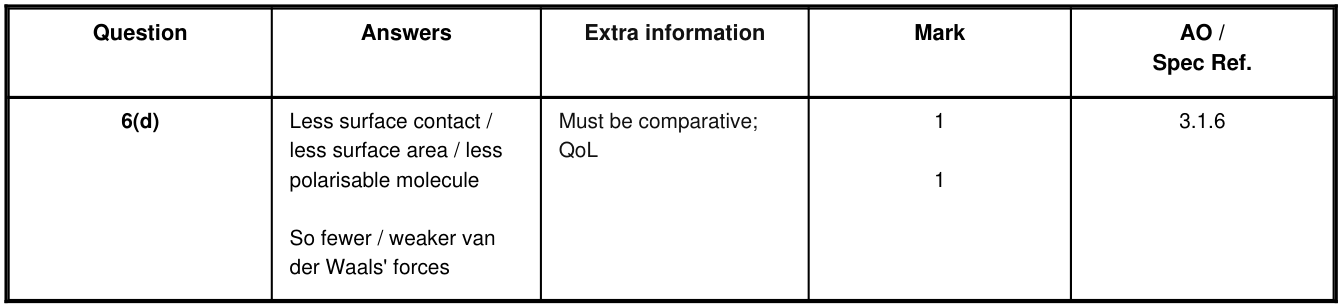 Question Answers Extra information Mark AO /
Spec Ref.
6(d) Less surface contact / Must be comparative; 1 3.1.6
less surface area / less QoL
polarisable molecule 1
So fewer / weaker van
der Waals' forces